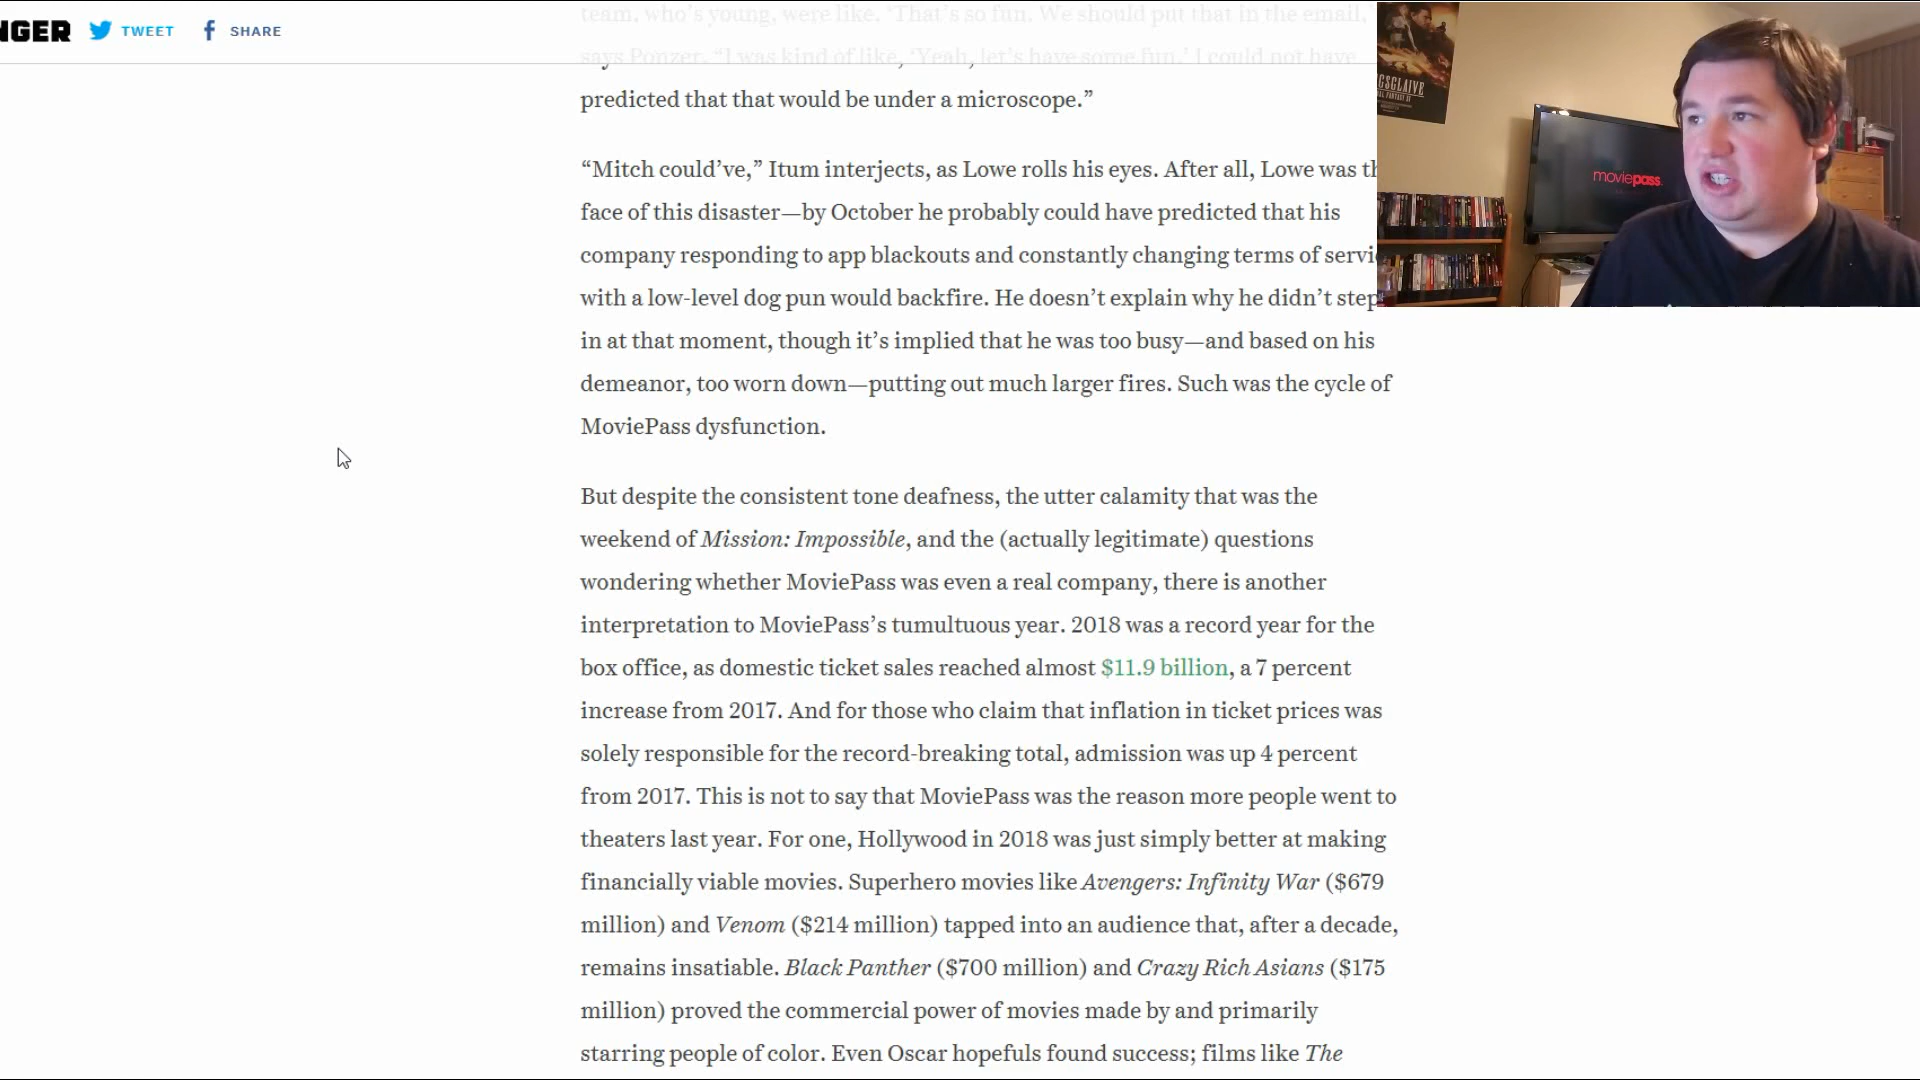 NGER TWEET SHARE
team, who's young, were like, ‘That's so fun. We should put that in the email,’
says Ponzer. “I was kind of like, ‘Yeah, let's have some fun.’ I could not have
predicted that that would be under a microscope.”
“Mitch could’ve,” Itum interjects, as Lowe rolls his eyes. After all, Lowe was th
face of this disaster—by October he probably could have predicted that his
company responding to app blackouts and constantly changing terms of servi
with a low-level dog pun would backfire. He doesn’t explain why he didn’t step
in at that moment, though it’s implied that he was too busy—and based on his
demeanor, too worn down—putting out much larger fires. Such was the cycle of
MoviePass dysfunction.
But despite the consistent tone deafness, the utter calamity that was the
weekend of Mission: Impossible, and the (actually legitimate) questions
wondering whether MoviePass was even a real company, there is another
interpretation to MoviePass’s tumultuous year. 2018 was a record year for the
box office, as domestic ticket sales reached almost $11.9 billion, a 7 percent
increase from 2017. And for those who claim that inflation in ticket prices was
solely responsible for the record-breaking total, admission was up 4 percent
from 2017. This is not to say that MoviePass was the reason more people went to
theaters last year. For one, Hollywood in 2018 was just simply better at making
financially viable movies. Superhero movies like Avengers: Infinity War ($679
million) and Venom ($214 million) tapped into an audience that, after a decade,
remains insatiable. Black Panther ($700 million) and Crazy Rich Asians ($175
million) proved the commercial power of movies made by and primarily
starring people of color. Even Oscar hopefuls found success; films like The
GSGLAIVE
moviepass